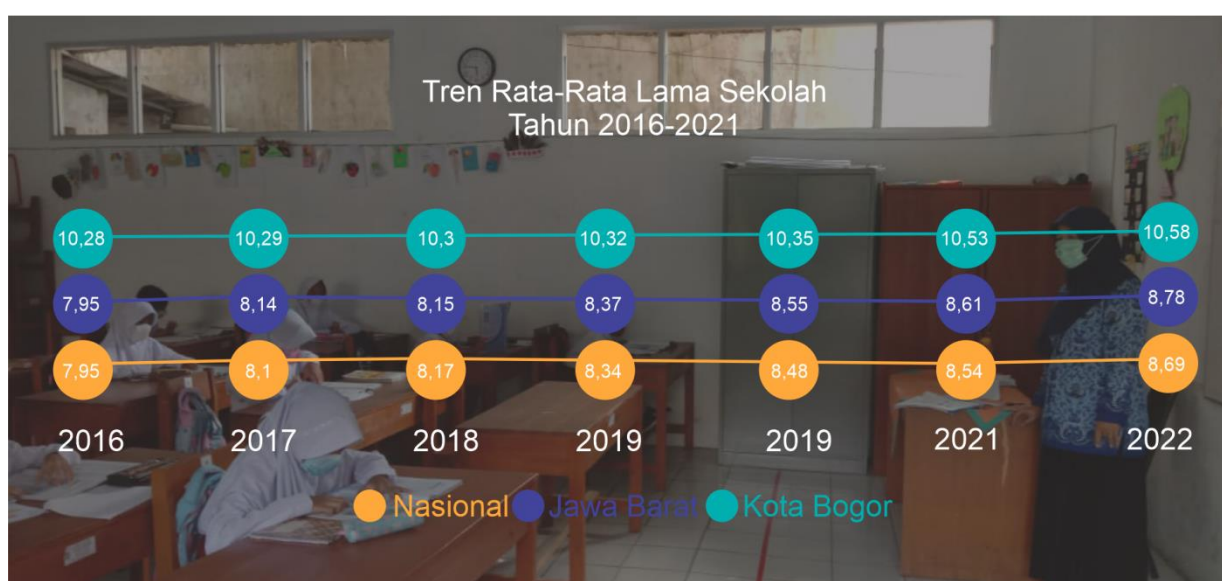 Tren Rata-Rata Lama Sekolah
Tahun 2016-2021
10,28 10,29 10,3 10,32 10,35 10,53 10,58
7,95 8,14 8,15 8,37 8,55 8,61 8,78
7,95 8,1 8,17 8,34 8,48 8,54 8,69
2016 2017 2018 2019 2019 2021 2022
Nasional Jawa Barat Kota Bogor